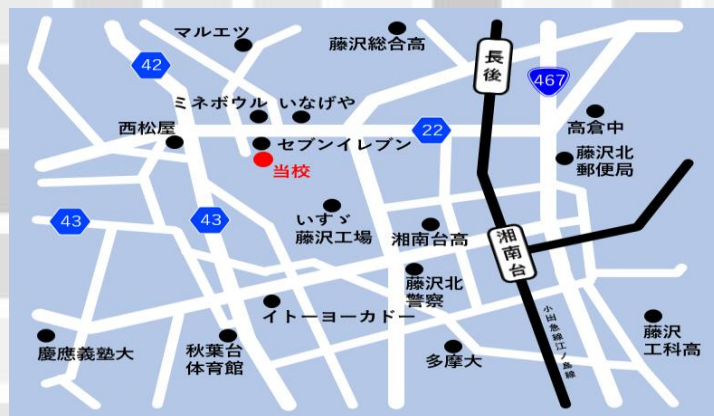 マルエツ
藤沢総合高
長後
42
467
ミネボウル
いなげや
22
高倉中
西松屋
セブンイレブン
当校
藤沢北
郵便局
43
43
いすゞ
藤沢工場
湘南台高
湘南台
藤沢北
警察
イトーヨーカドー
小田急線江ノ島線
慶應義塾大
秋葉台
体育館
多摩大
藤沢
工科高